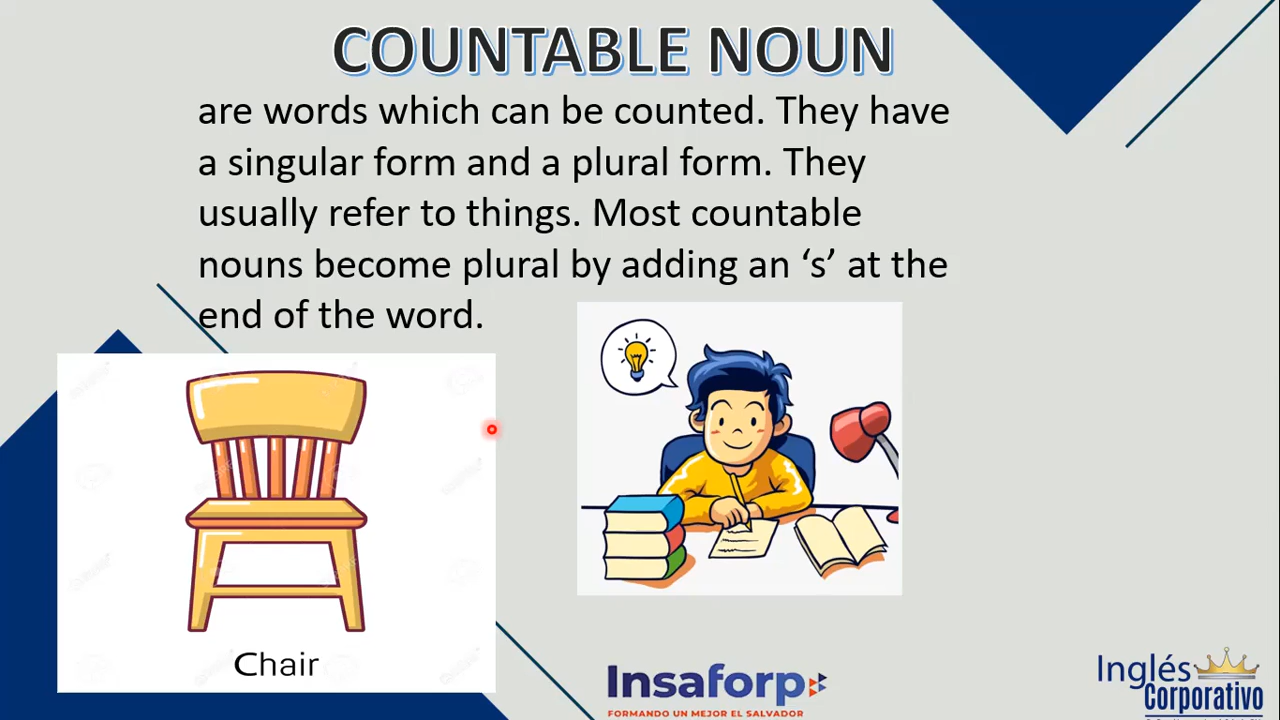 COUNTABLE NOUN
are words which can be counted. They have
a singular form and a plural form. They
usually refer to things. Most countable
nouns become plural by adding an ‘s’ at the
end of the word.
Chair
Insaforp
FORMANDO UN MEJOR EL SALVADOR
Inglés
Corporativo